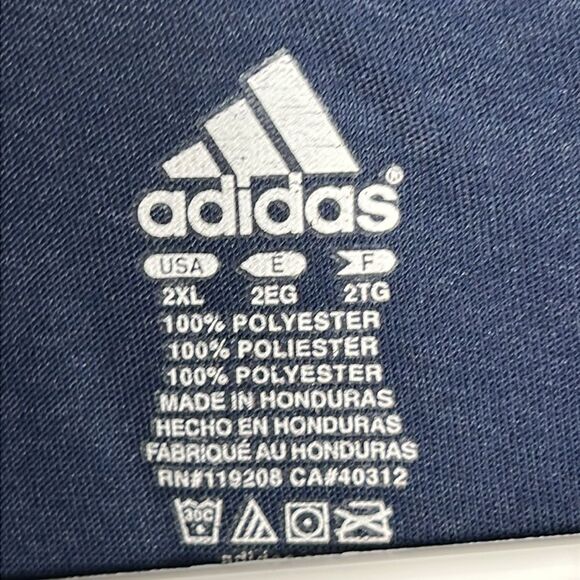 adidas®
USA E F
2XL 2EG 2TG
100% POLYESTER
100% POLIESTER
100% POLYESTER
MADE IN HONDURAS
HECHO EN HONDURAS
FABRIQUÉ AU HONDURAS
RN#119208 CA#40312
30C